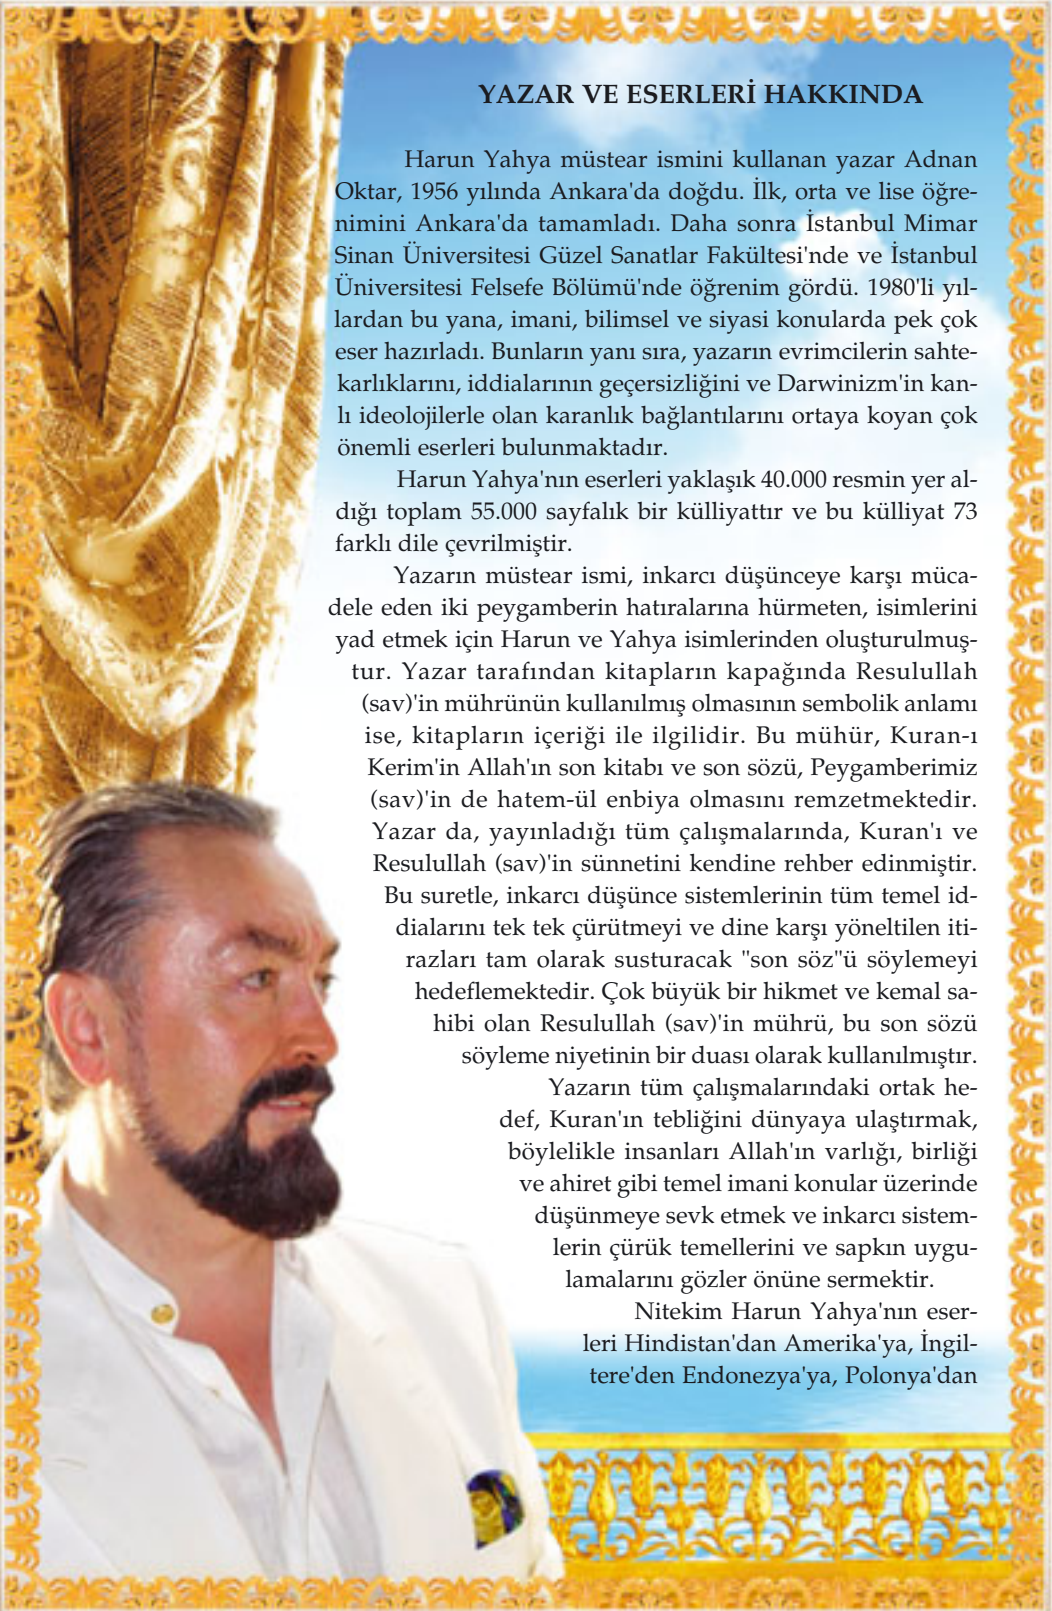 YAZAR VE ESERLERİ HAKKINDA
Harun Yahya müstear ismini kullanan yazar Adnan
Oktar, 1956 yılında Ankara'da doğdu. İlk, orta ve lise öğre-
nimini Ankara'da tamamladı. Daha sonra İstanbul Mimar
Sinan Üniversitesi Güzel Sanatlar Fakültesi'nde ve İstanbul
Üniversitesi Felsefe Bölümü'nde öğrenim gördü. 1980'li yıl-
lardan bu yana, imani, bilimsel ve siyasi konularda pek çok
eser hazırladı. Bunların yanı sıra, yazarın evrimcilerin sahte-
karlıklarını, iddialarının geçersizliğini ve Darwinizm'in kan-
lı ideolojilerle olan karanlık bağlantılarını ortaya koyan çok
önemli eserleri bulunmaktadır.
Harun Yahya'nın eserleri yaklaşık 40.000 resmin yer al-
dığı toplam 55.000 sayfalık bir külliyattır ve bu külliyat 73
farklı dile çevrilmiştir.
Yazarın müstear ismi, inkarcı düşünceye karşı müca-
dele eden iki peygamberin hatıralarına hürmeten, isimlerini
yad etmek için Harun ve Yahya isimlerinden oluşturulmuş-
tur. Yazar tarafından kitapların kapağında Resulullah
(sav)'in mührünün kullanılmış olmasının sembolik anlamı
ise, kitapların içeriği ile ilgilidir. Bu mühür, Kuran-ı
Kerim'in Allah'ın son kitabı ve son sözü, Peygamberimiz
(sav)'in de hatem-ül enbiya olmasını remzetmektedir.
Yazar da, yayınladığı tüm çalışmalarında, Kuran'ı ve
Resulullah (sav)'in sünnetini kendine rehber edinmiştir.
Bu suretle, inkarcı düşünce sistemlerinin tüm temel id-
dialarını tek tek çürütmeyi ve dine karşı yöneltilen iti-
razları tam olarak susturacak "son söz"ü söylemeyi
hedeflemektedir. Çok büyük bir hikmet ve kemal sa-
hibi olan Resulullah (sav)'in mührü, bu son sözü
söyleme niyetinin bir duası olarak kullanılmıştır.
Yazarın tüm çalışmalarındaki ortak he-
def, Kuran'ın tebliğini dünyaya ulaştırmak,
böylelikle insanları Allah'ın varlığı, birliği
ve ahiret gibi temel imani konular üzerinde
düşünmeye sevk etmek ve inkarcı sistem-
lerin çürük temellerini ve sapkın uygu-
lamalarını gözler önüne sermektir.
Nitekim Harun Yahya'nın eser-
leri Hindistan'dan Amerika'ya, İngil-
tere'den Endonezya'ya, Polonya'dan